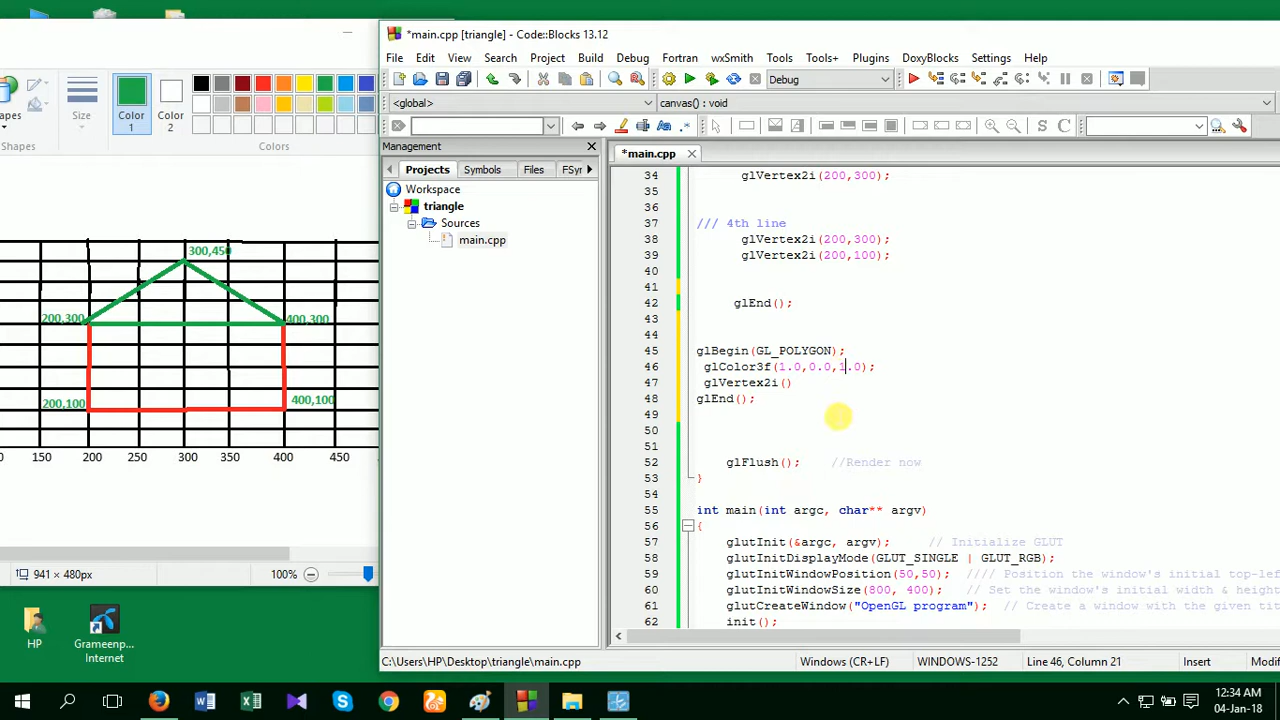 *main.cpp [triangle] - Code::Blocks 13.12
File Edit View Search Project Build Debug Fortran wxSmith Tools Tools+ Plugins DoxyBlocks Settings Help
Debug
<global>
canvas() : void
Shapes
Size
Color 1
Color 2
Colors
Management
Projects Symbols Files FSyr
Workspace
triangle
Sources
main.cpp
*main.cpp
34 glVertex2i(200,300);
35
36
37 /// 4th line
38 glVertex2i(200,300);
39 glVertex2i(200,100);
40
41
42 glEnd();
43
44
45 glBegin(GL_POLYGON);
46 glColor3f(1.0,0.0,1.0);
47 glVertex2i()
48 glEnd();
49
50
51
52 glFlush(); //Render now
53 }
54
55 int main(int argc, char** argv)
56 {
57 glutInit(&argc, argv); // Initialize GLUT
58 glutInitDisplayMode(GLUT_SINGLE | GLUT_RGB);
59 glutInitWindowPosition(50,50); //// Position the window's initial top-lef
60 glutInitWindowSize(800, 400); // Set the window's initial width & height
61 glutCreateWindow("OpenGL program"); // Create a window with the given tit
62 init();
300,450
200,300
400,300
200,100
400,100
150 200 250 300 350 400 450
941 × 480px
100%
HP
Grameenp... Internet
C:\Users\HP\Desktop\triangle\main.cpp
Windows (CR+LF)
WINDOWS-1252
Line 46, Column 21
Insert
Modif
12:34 AM
04-Jan-18